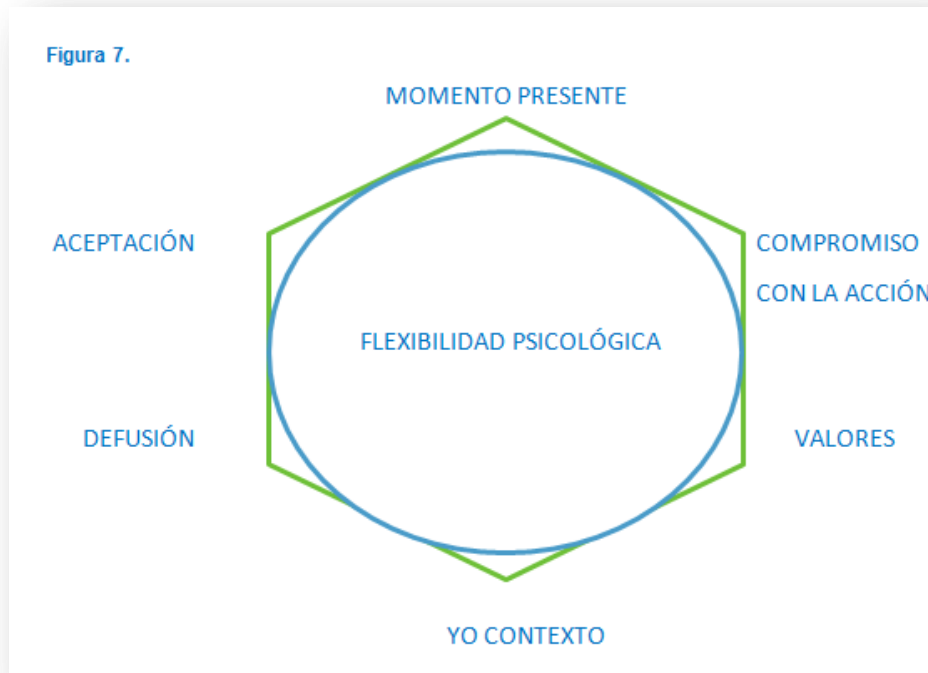 Figura 7.
MOMENTO PRESENTE
ACEPTACIÓN
COMPROMISO
CON LA ACCIÓN
FLEXIBILIDAD PSICOLÓGICA
DEFUSIÓN
VALORES
YO CONTEXTO